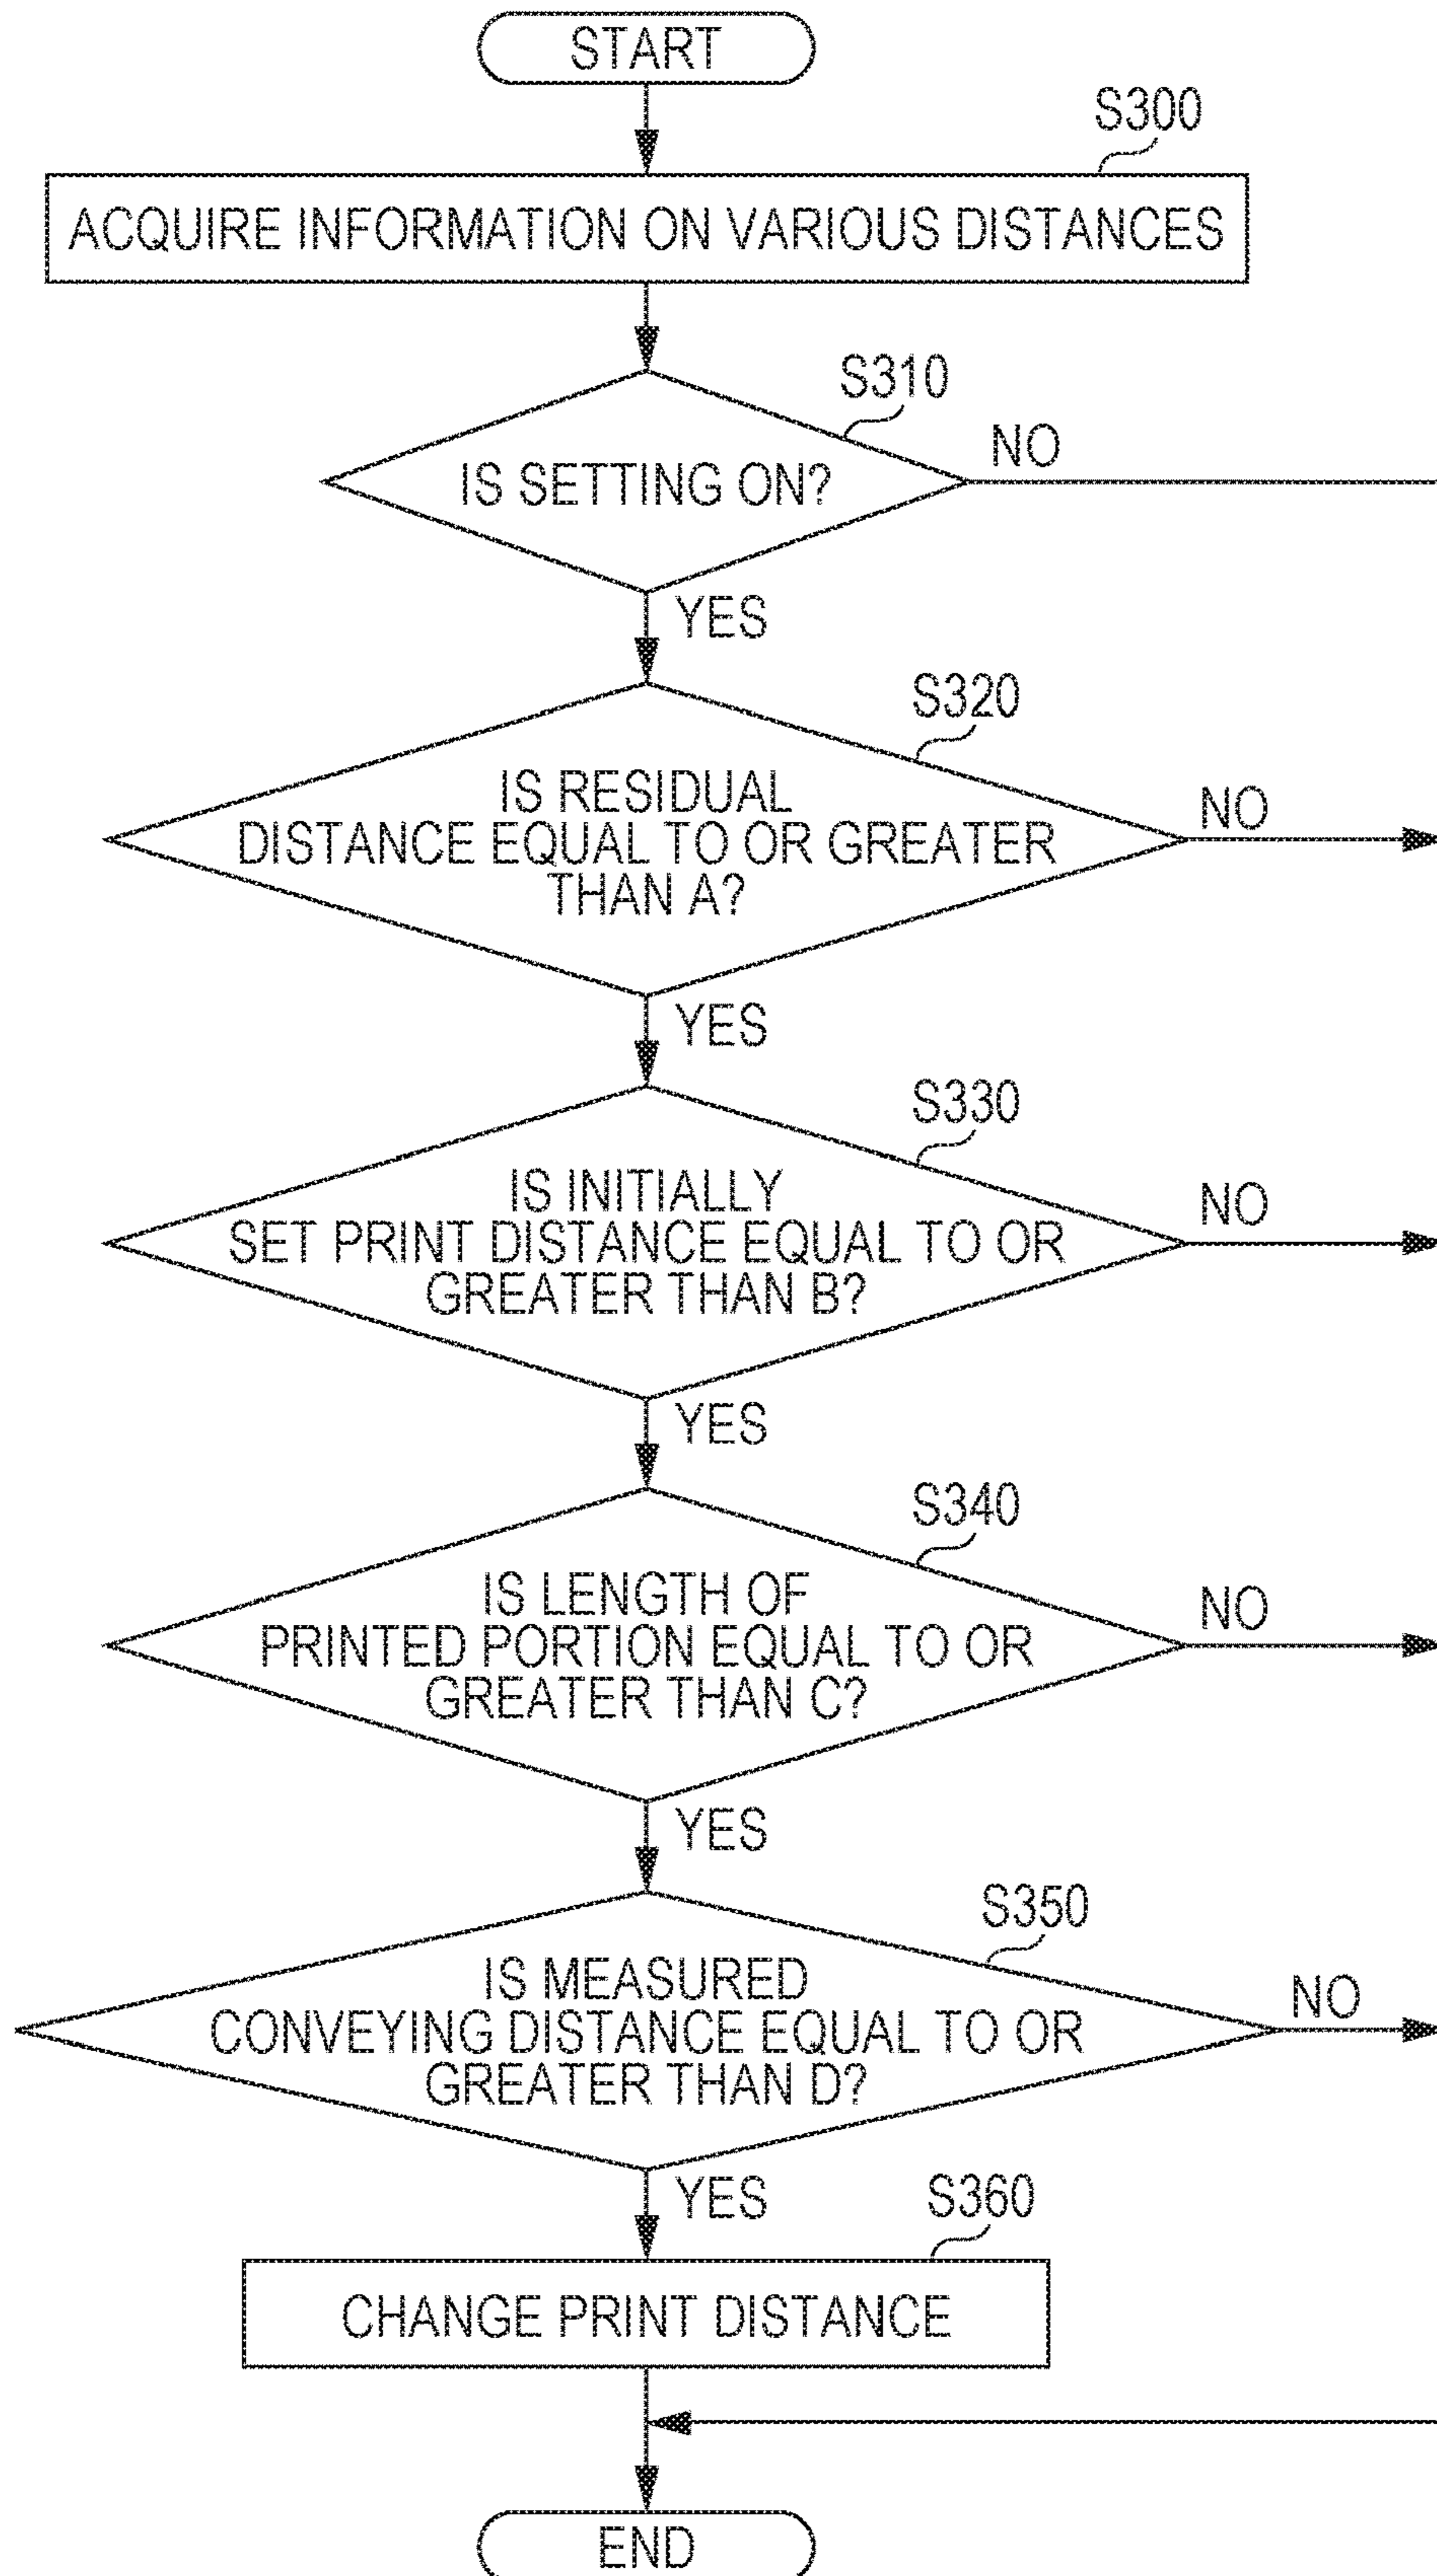 START
S300
ACQUIRE INFORMATION ON VARIOUS DISTANCES
S310
IS SETTING ON?
NO
YES
S320
IS RESIDUAL
DISTANCE EQUAL TO OR GREATER
THAN A?
NO
YES
S330
IS INITIALLY
SET PRINT DISTANCE EQUAL TO OR
GREATER THAN B?
NO
YES
S340
IS LENGTH OF
PRINTED PORTION EQUAL TO OR
GREATER THAN C?
NO
YES
S350
IS MEASURED
CONVEYING DISTANCE EQUAL TO OR
GREATER THAN D?
NO
YES
S360
CHANGE PRINT DISTANCE
END